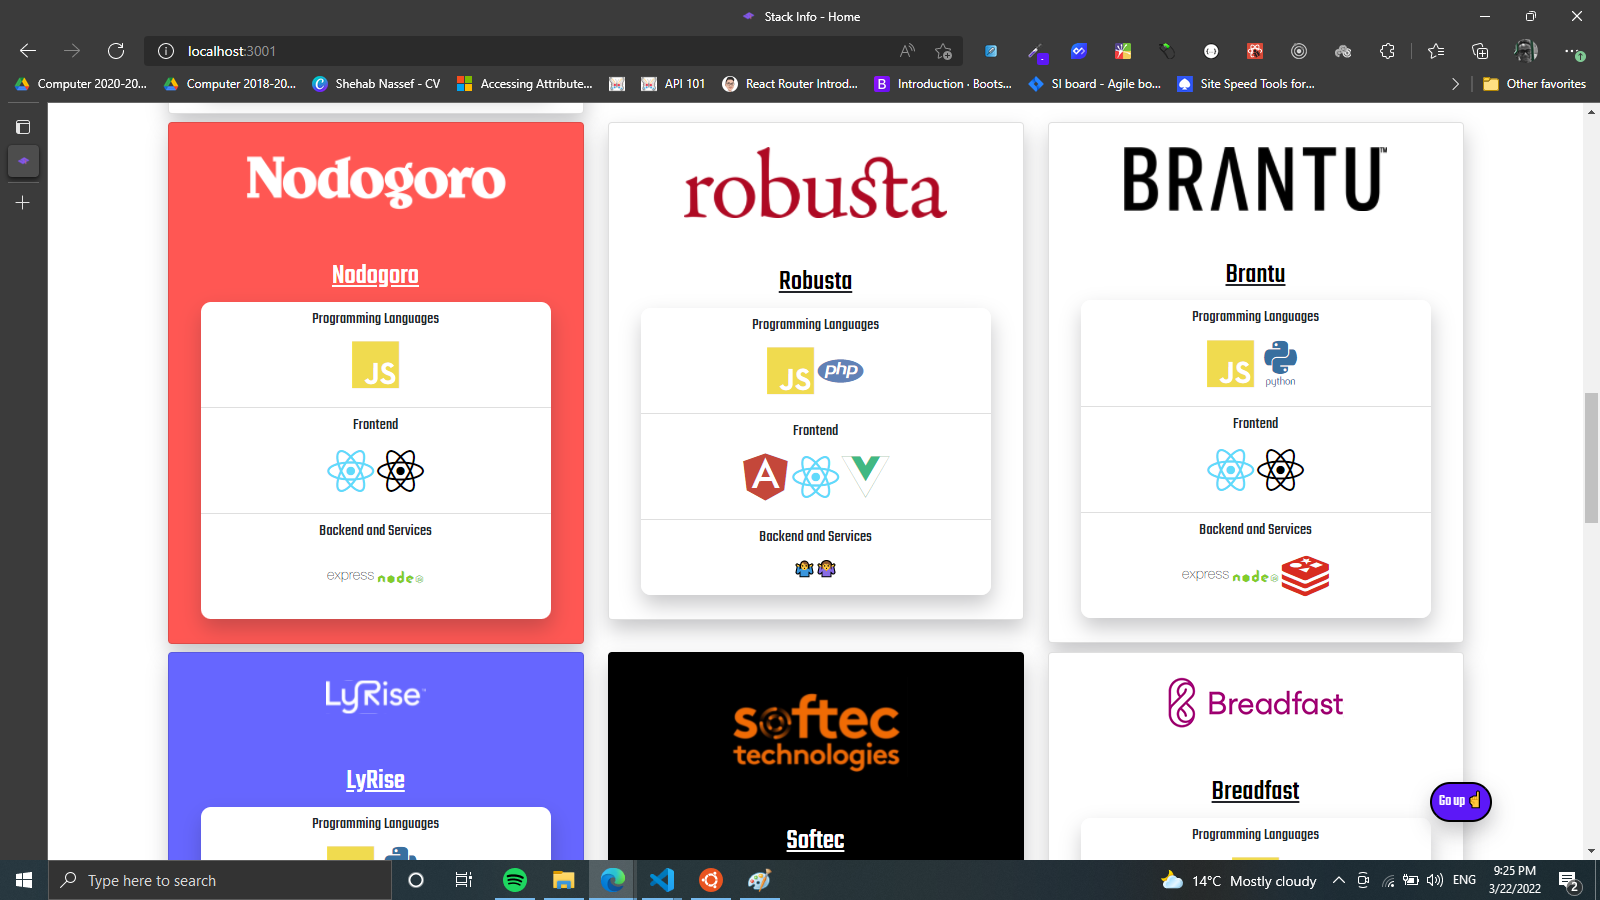 Stack Info - Home
localhost:3001
Computer 2020-20...
Computer 2018-20...
Shehab Nassef - CV
Accessing Attribute...
API 101
React Router Introd...
Introduction · Boots...
SI board - Agile bo...
Site Speed Tools for...
Other favorites
Nodogoro
Nodogoro
Programming Languages
JS
Frontend
Backend and Services
express node
robusta
Robusta
Programming Languages
JS php
Frontend
A
Backend and Services
BRANTU™
Brantu
Programming Languages
JS python
Frontend
Backend and Services
express node
LyRise
LyRise
Programming Languages
softec
technologies
Softec
Breadfast
Breadfast
Programming Languages
Go up
Type here to search
14°C Mostly cloudy
ENG
9:25 PM
3/22/2022
2